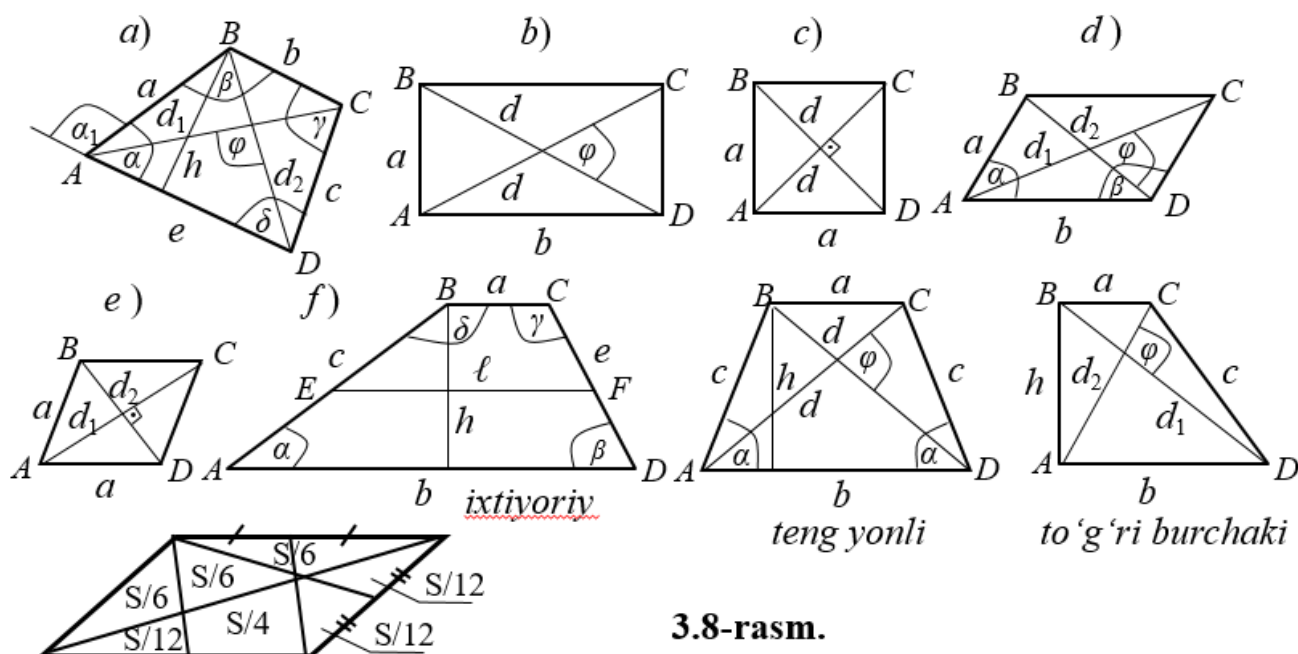 a) b) c) d)
B b B C B C B C
a β d d d₂
α₁ d₁ C a φ a a d₁ φ
A α h φ γ d d α β
d₂ c A D A D A D
e δ b a b
D
e) f) B a C B a C B a C
B C δ γ d φ φ
d₂ c e c h c h d₂ c
a d₁ E ℓ F d d₁
h
A D A α β D A α α D A D
a b b b
ixtiyoriy teng yonli to‘g‘ri burchaki
S/6
S/6 S/6 S/12
S/12 S/4 S/12
3.8-rasm.